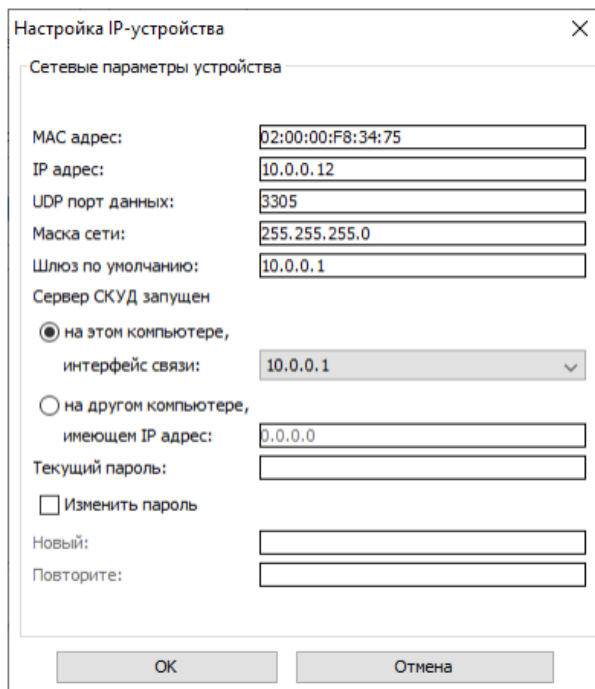 Настройка IP-устройства
Сетевые параметры устройства
MAC адрес: 02:00:00:F8:34:75
IP адрес: 10.0.0.12
UDP порт данных: 3305
Маска сети: 255.255.255.0
Шлюз по умолчанию: 10.0.0.1
Сервер СКУД запущен
на этом компьютере,
интерфейс связи: 10.0.0.1
на другом компьютере,
имеющем IP адрес: 0.0.0.0
Текущий пароль:
Изменить пароль
Новый:
Повторите:
OK Отмена